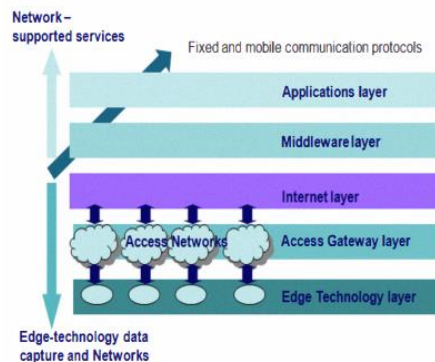 Network –
supported services
Fixed and mobile communication protocols
Applications layer
Middleware layer
Internet layer
Access Networks
Access Gateway layer
Edge Technology layer
Edge-technology data
capture and Networks